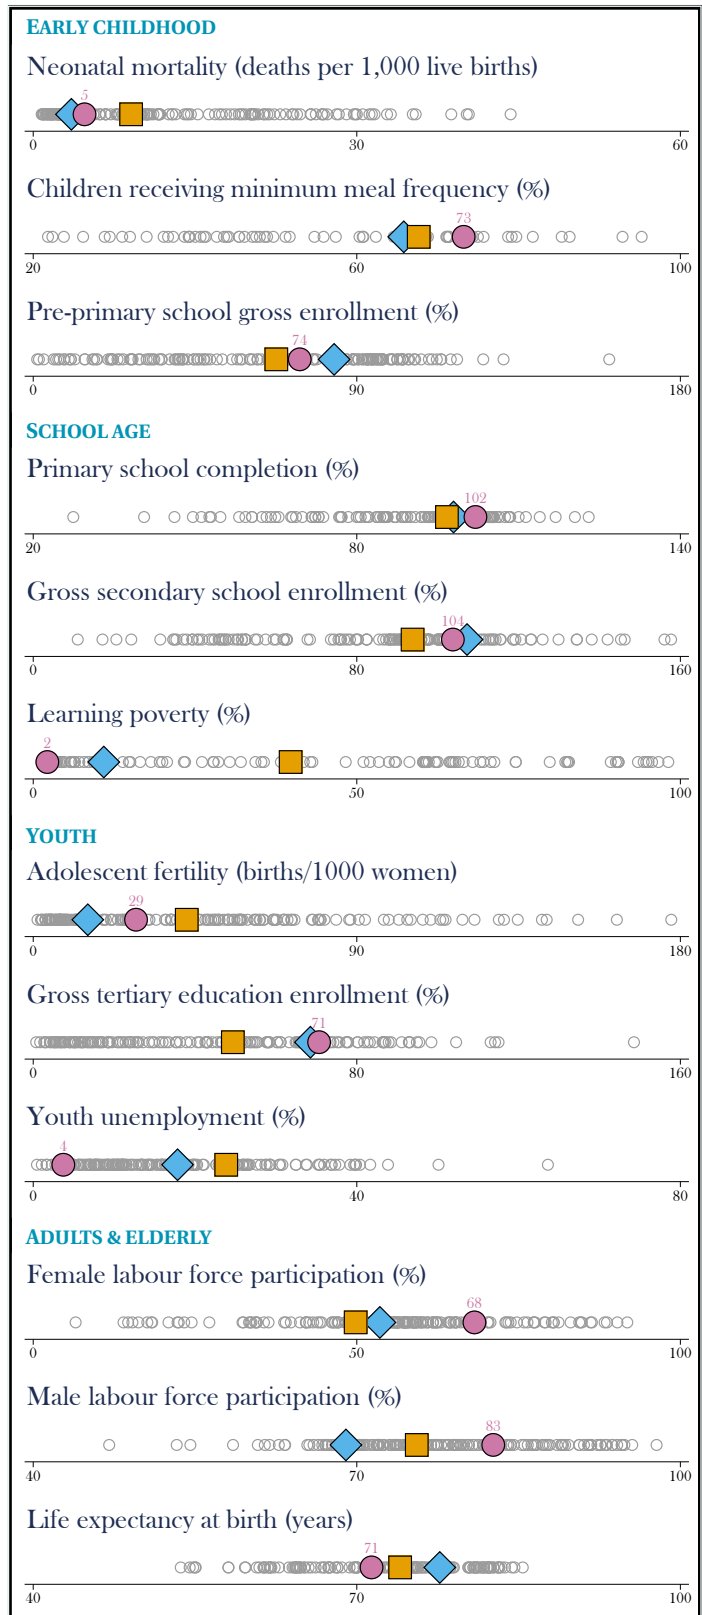 EARLY CHILDHOOD
Neonatal mortality (deaths per 1,000 live births)
5
0 30 60
Children receiving minimum meal frequency (%)
73
20 60 100
Pre-primary school gross enrollment (%)
74
0 90 180
SCHOOL AGE
Primary school completion (%)
102
20 80 140
Gross secondary school enrollment (%)
104
0 80 160
Learning poverty (%)
2
0 50 100
YOUTH
Adolescent fertility (births/1000 women)
29
0 90 180
Gross tertiary education enrollment (%)
71
0 80 160
Youth unemployment (%)
4
0 40 80
ADULTS & ELDERLY
Female labour force participation (%)
68
0 50 100
Male labour force participation (%)
83
40 70 100
Life expectancy at birth (years)
71
40 70 100